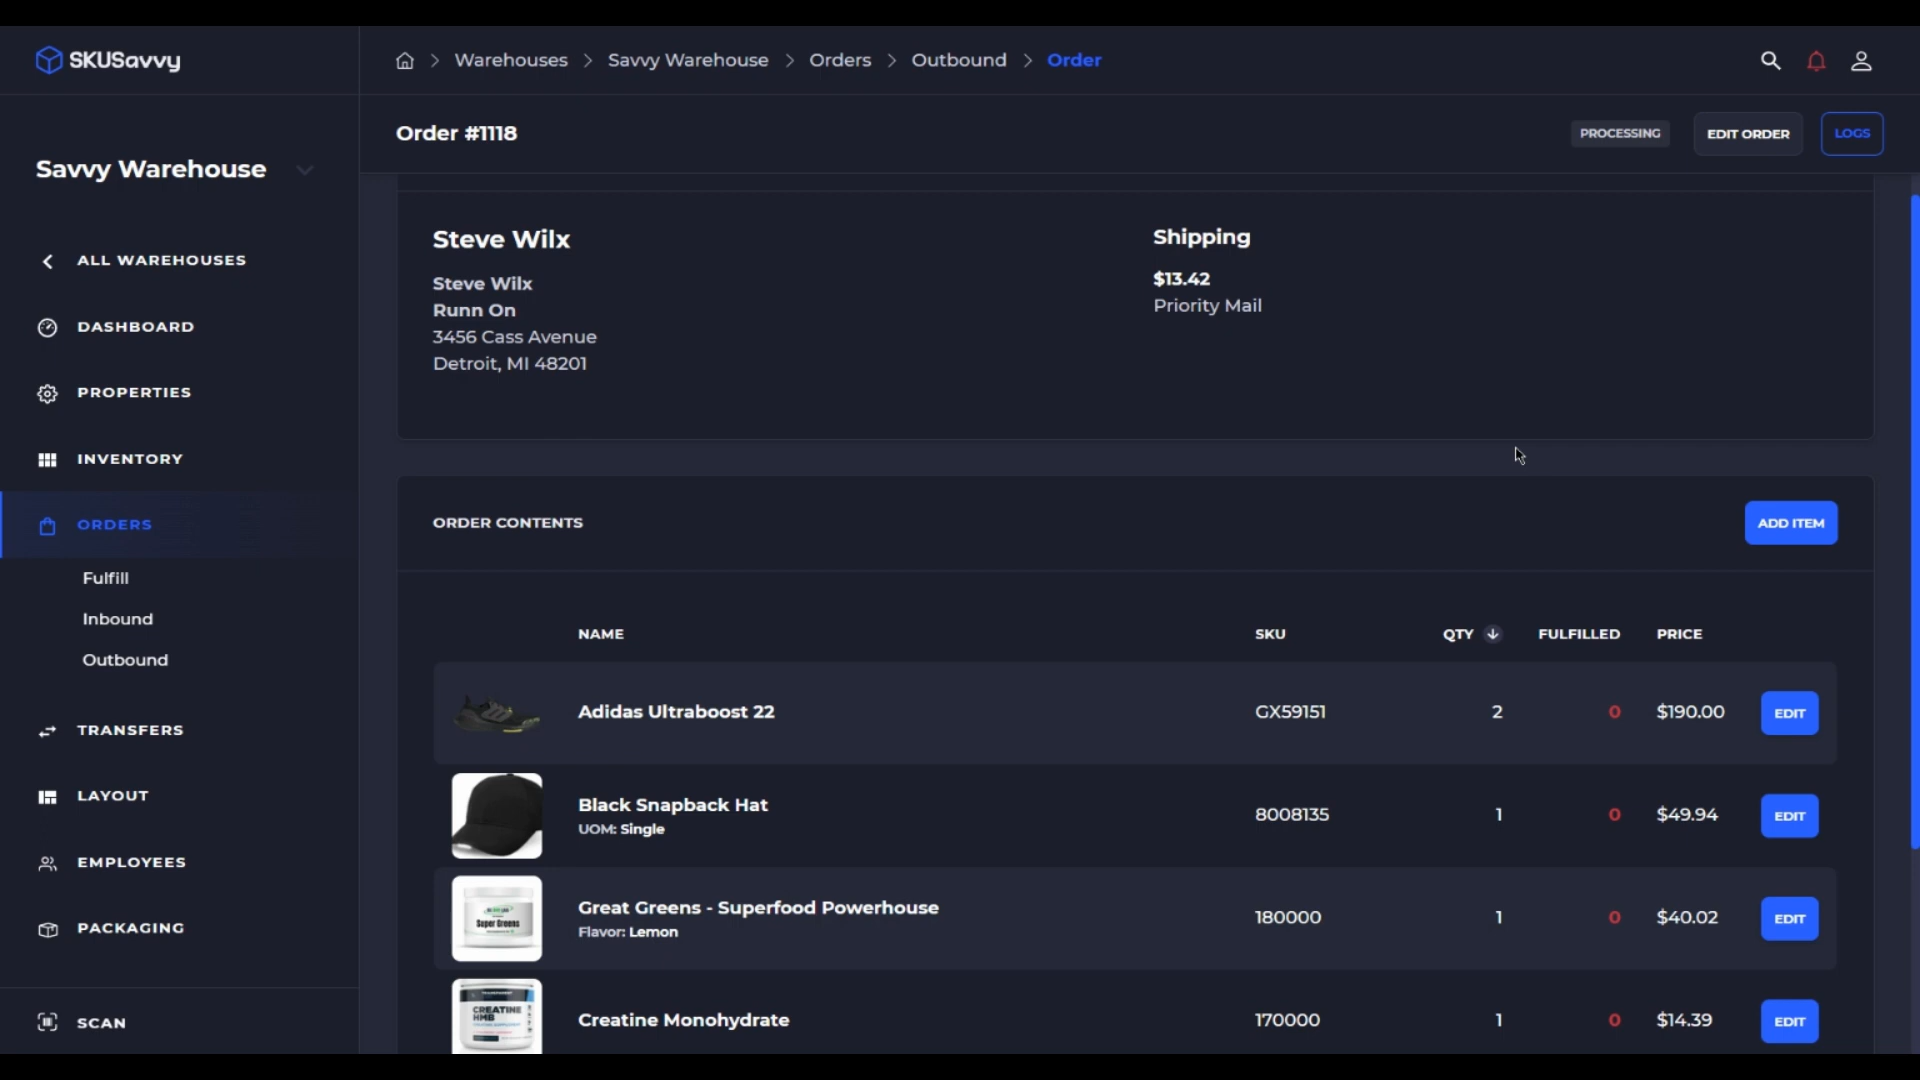 SKUSavvy
Warehouses
Savvy Warehouse
Orders
Outbound
Order
Savvy Warehouse
ALL WAREHOUSES
DASHBOARD
PROPERTIES
INVENTORY
ORDERS
Fulfill
Inbound
Outbound
TRANSFERS
LAYOUT
EMPLOYEES
PACKAGING
SCAN
Order #1118
PROCESSING
EDIT ORDER
LOGS
Steve Wilx
Steve Wilx
Runn On
3456 Cass Avenue
Detroit, MI 48201
Shipping
$13.42
Priority Mail
ORDER CONTENTS
ADD ITEM
NAME SKU QTY FULFILLED PRICE
Adidas Ultraboost 22 GX59151 2 0 $190.00 EDIT
Black Snapback Hat 8008135 1 0 $49.94 EDIT
UOM: Single
Super Greens
Great Greens - Superfood Powerhouse 180000 1 0 $40.02 EDIT
Flavor: Lemon
CREATINE
HMB
Creatine Monohydrate 170000 1 0 $14.39 EDIT